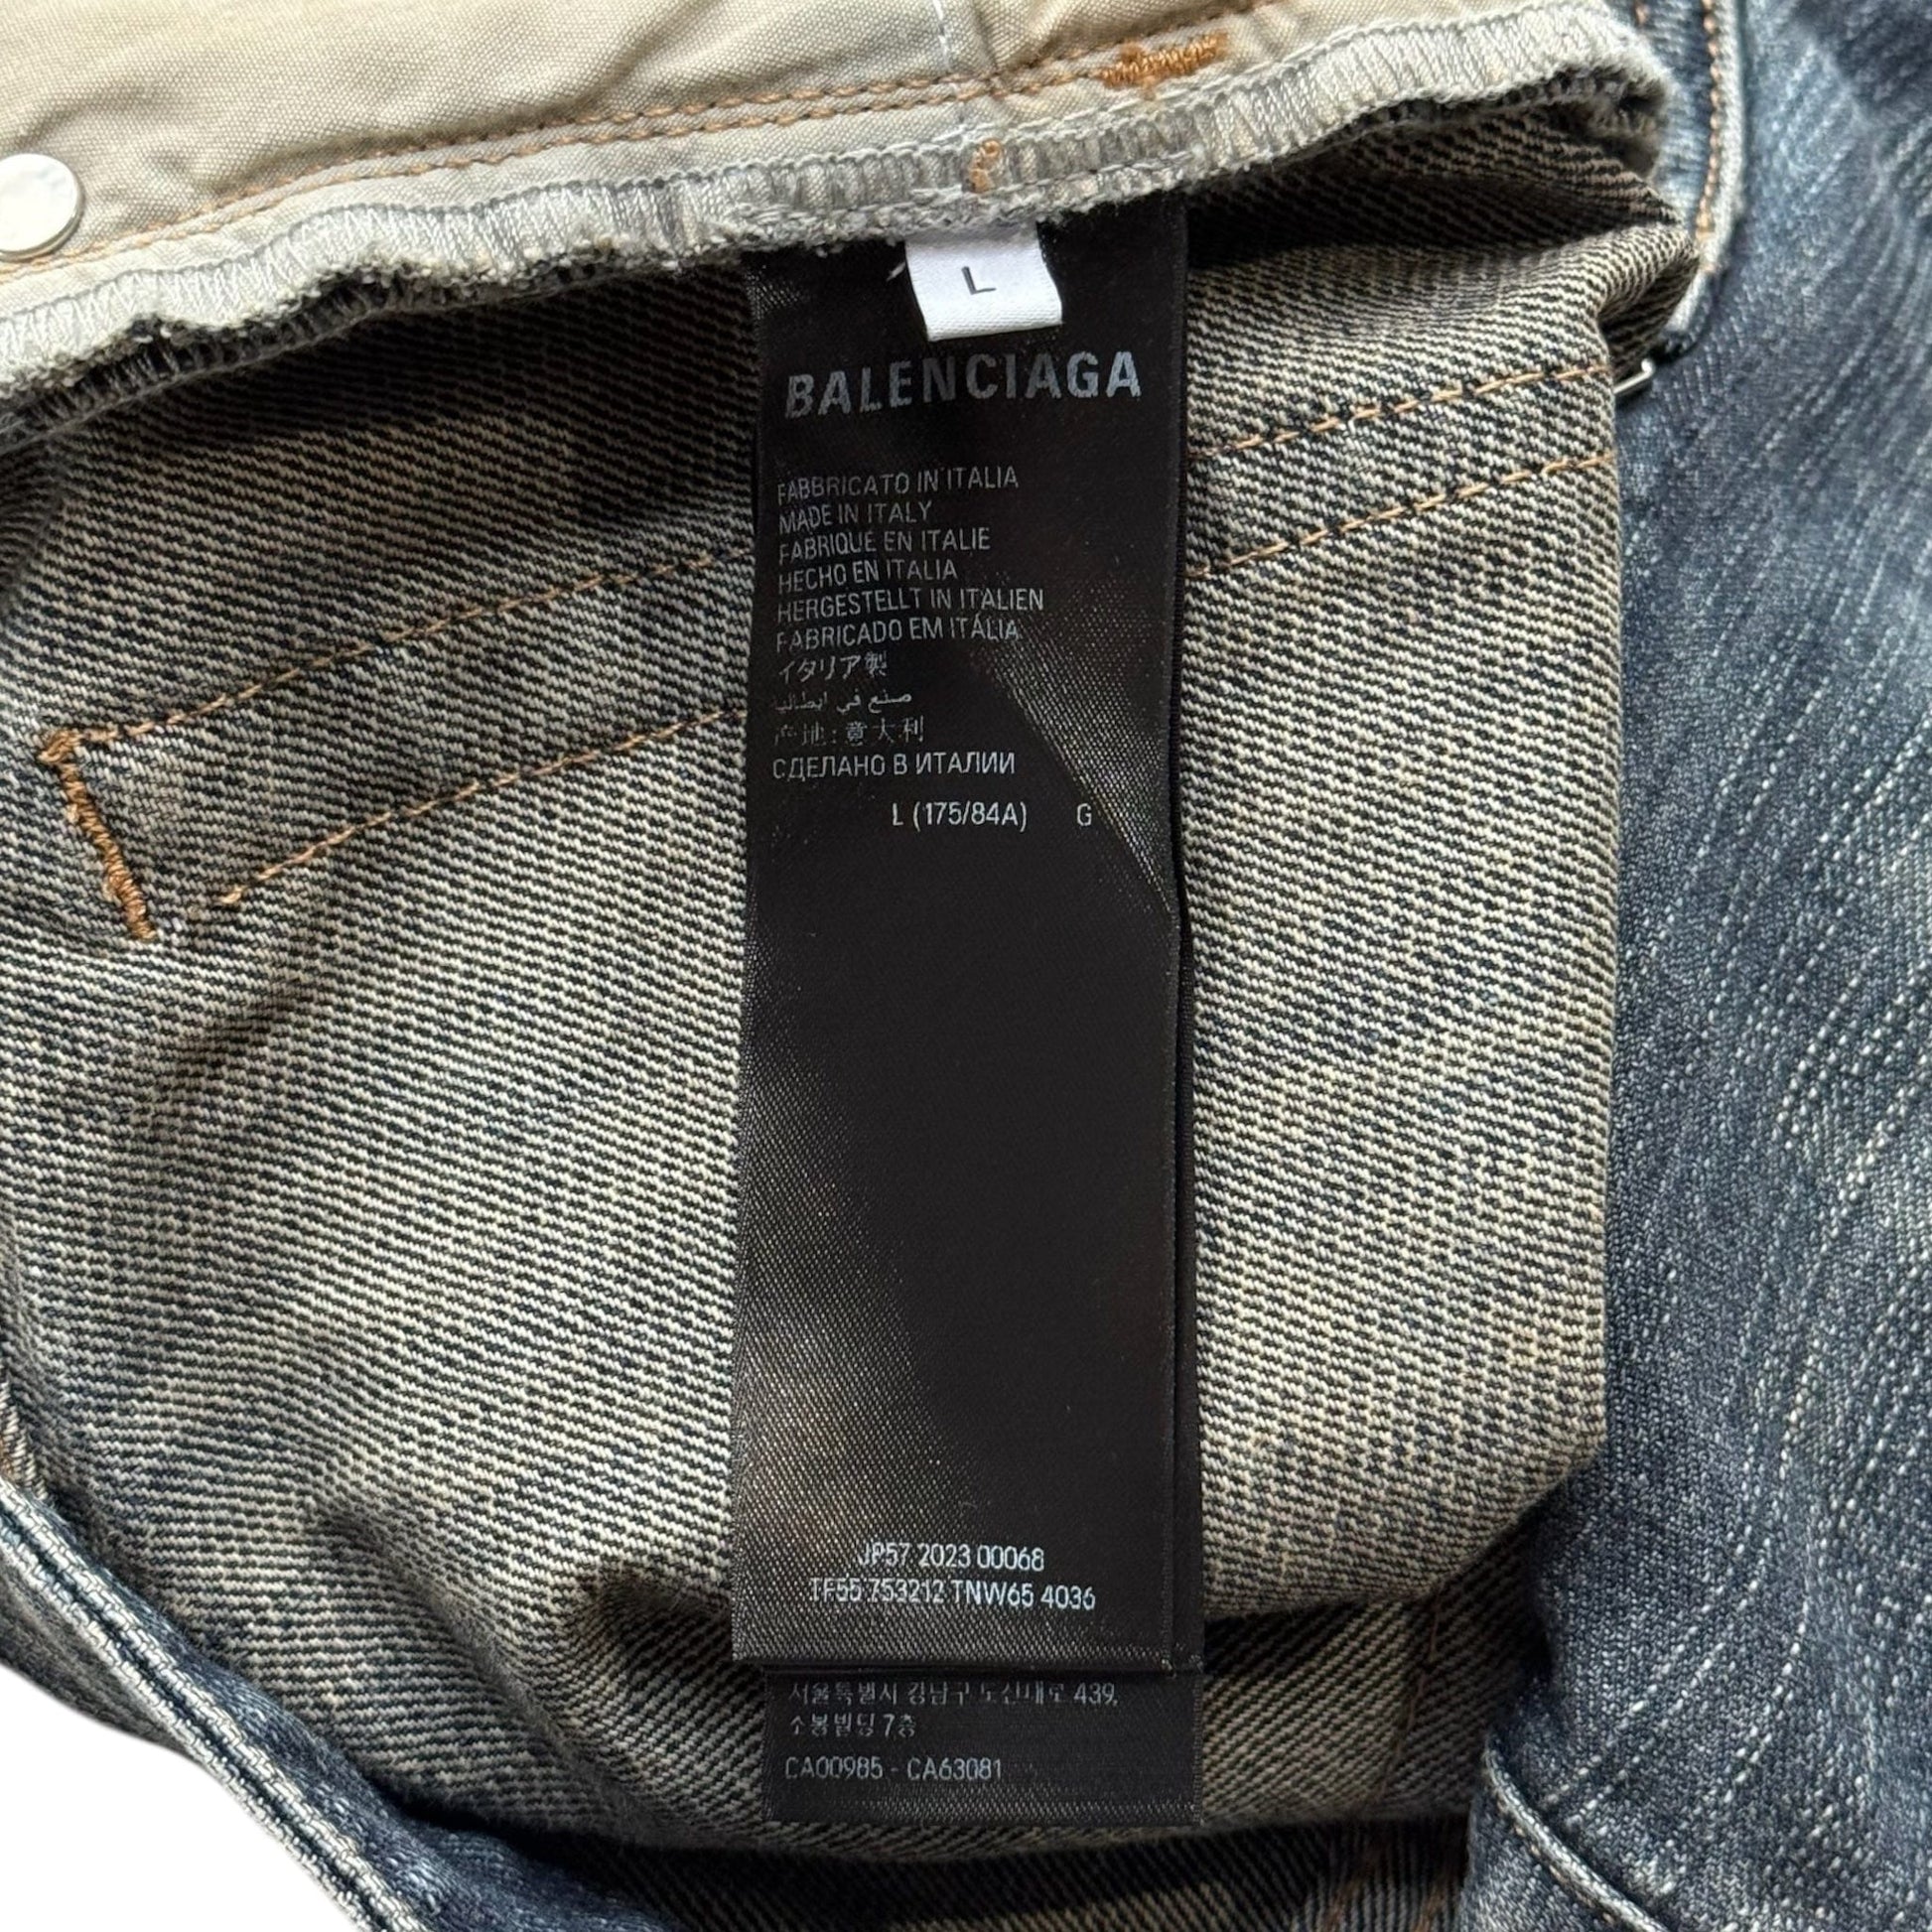 L
BALENCIAGA
FABBRICATO IN ITALIA
MADE IN ITALY
FABRIQUE EN ITALIE
HECHO EN ITALIA
HERGESTELLT IN ITALIEN
FABRICADO EM ITÁLIA
イタリア製
صنع في ايطاليا
产地:意大利
СДЕЛАНО В ИТАЛИИ
L (175/84A) G
JP57 2023 00068
TF55 753212 TNW65 4036
서울특별시 강남구 도산대로 439,
소봉빌딩 7층
CA00985 - CA63081